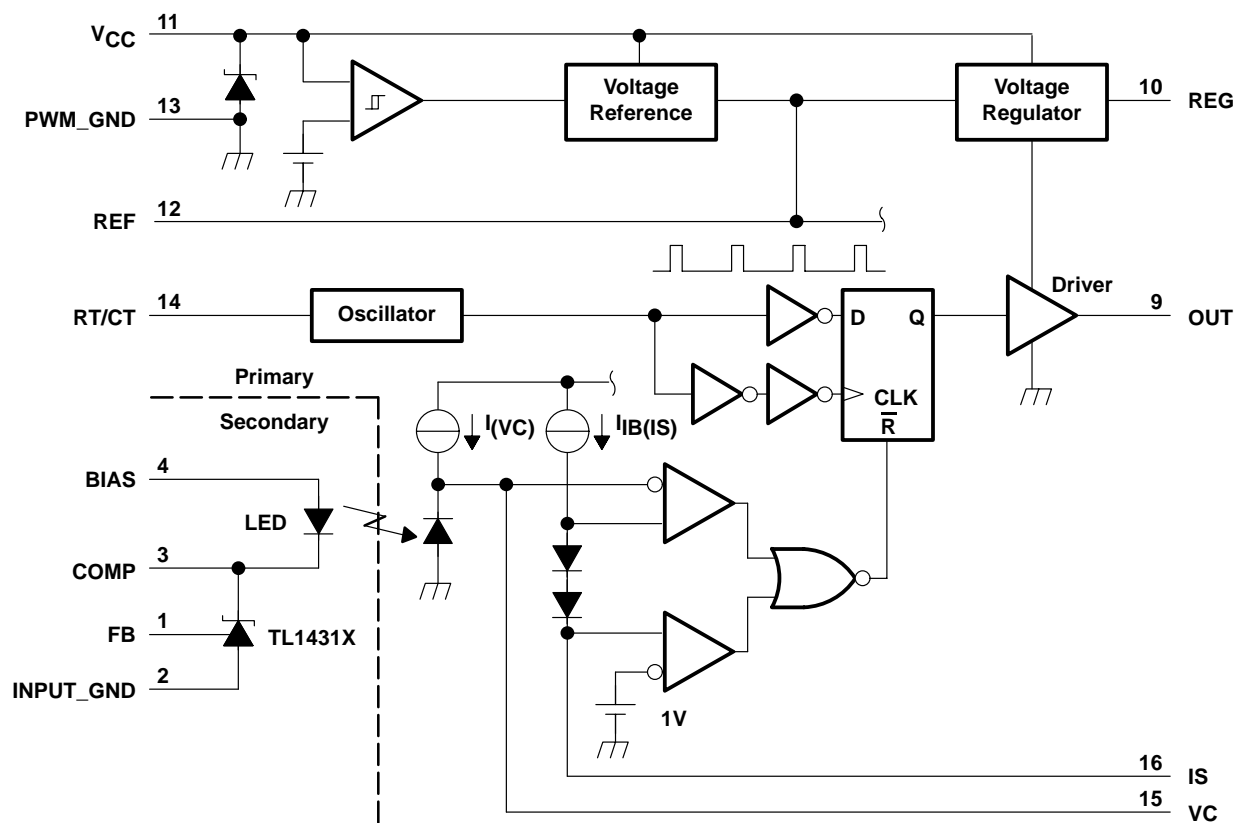 VCC 11
Voltage
Reference
Voltage
Regulator
10 REG
PWM_GND 13
REF 12
RT/CT 14
Oscillator
D Q
CLK
R
Driver
9 OUT
Primary
Secondary
I(VC)
IIB(IS)
BIAS 4
LED
COMP 3
FB 1
TL1431X
INPUT_GND 2
1V
16 IS
15 VC